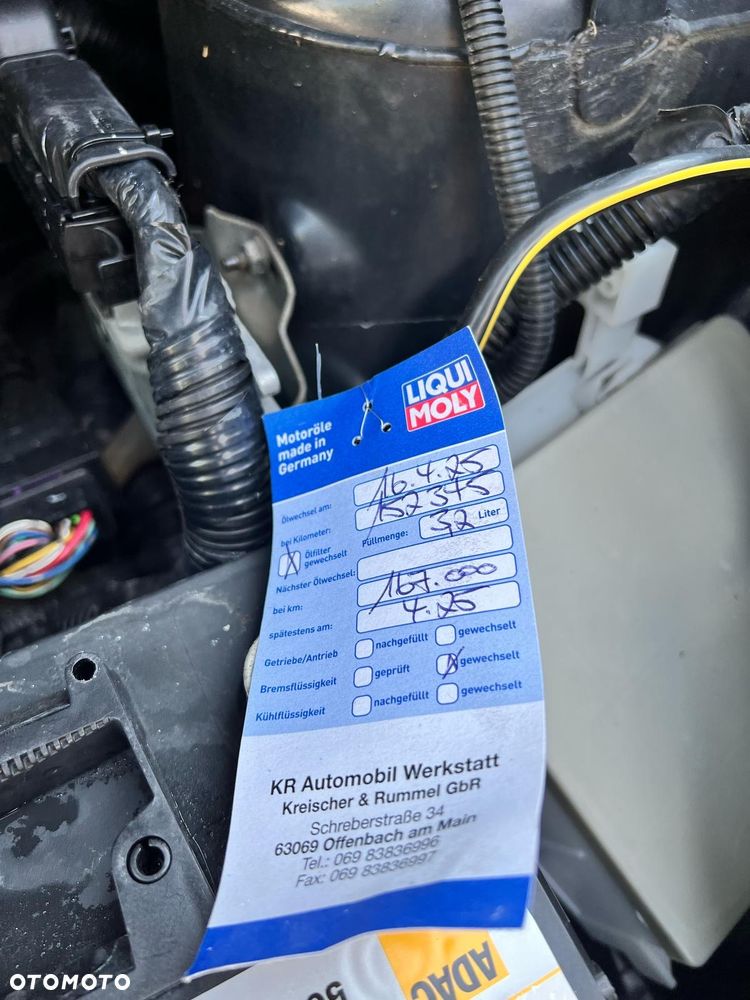 LIQUI
MOLY
Motoröle
made in
Germany
Ölwechsel am: 16.4.25
bei Kilometer: 152345
X Ölfilter gewechselt Füllmenge: 3,2 Liter
Nächster Ölwechsel:
bei km: 167.000
spätestens am: 4.25
Getriebe/Antrieb nachgefüllt gewechselt
Bremsflüssigkeit geprüft X gewechselt
Kühlflüssigkeit nachgefüllt gewechselt
KR Automobil Werkstatt
Kreischer & Rummel GbR
Schreberstraße 34
63069 Offenbach am Main
Tel.: 069 83836996
Fax: 069 83836997
ADAC
OTOMOTO